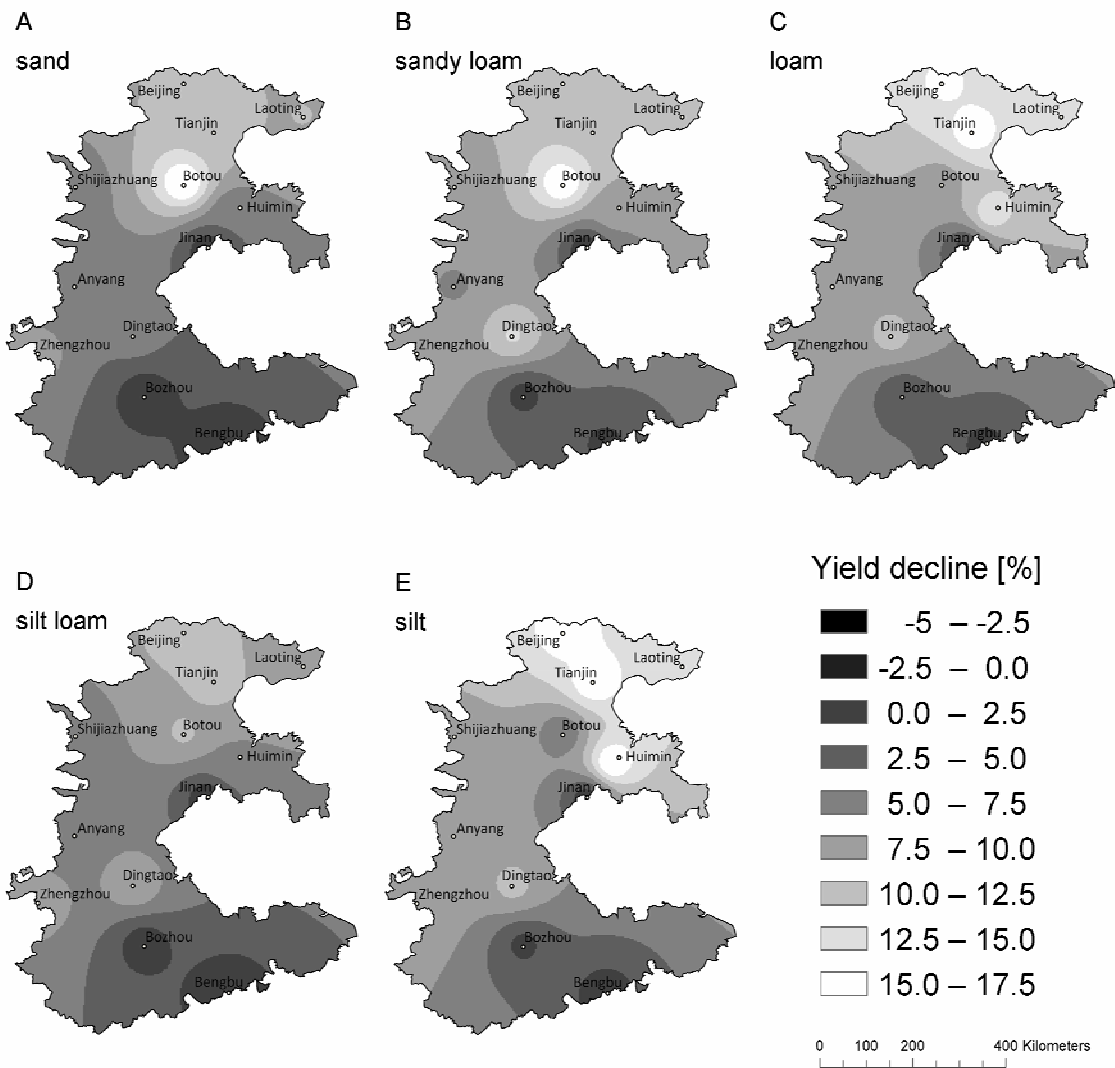 A
sand
Beijing
Laoting
Tianjin
Shijiazhuang
Botou
Huimin
Jinan
Anyang
Dingtao
Zhengzhou
Bozhou
Bengbu
B
sandy loam
Beijing
Laoting
Tianjin
Shijiazhuang
Botou
Huimin
Jinan
Anyang
Dingtao
Zhengzhou
Bozhou
Bengbu
C
loam
Beijing
Laoting
Tianjin
Shijiazhuang
Botou
Huimin
Jinan
Anyang
Dingtao
Zhengzhou
Bozhou
Bengbu
D
silt loam
Beijing
Laoting
Tianjin
Shijiazhuang
Botou
Huimin
Jinan
Anyang
Dingtao
Zhengzhou
Bozhou
Bengbu
E
silt
Beijing
Laoting
Tianjin
Shijiazhuang
Botou
Huimin
Jinan
Anyang
Dingtao
Zhengzhou
Bozhou
Bengbu
Yield decline [%]
-5 – -2.5
-2.5 – 0.0
0.0 – 2.5
2.5 – 5.0
5.0 – 7.5
7.5 – 10.0
10.0 – 12.5
12.5 – 15.0
15.0 – 17.5
0 100 200 400 Kilometers